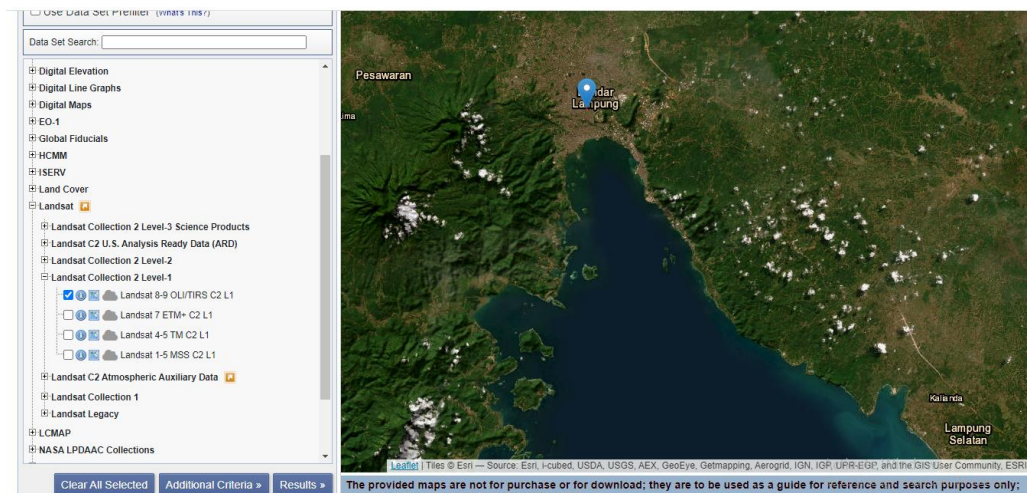 Use Data Set Prefilter (What's This?)
Data Set Search:
Digital Elevation
Digital Line Graphs
Digital Maps
EO-1
Global Fiducials
HCMM
ISERV
Land Cover
Landsat
Landsat Collection 2 Level-3 Science Products
Landsat C2 U.S. Analysis Ready Data (ARD)
Landsat Collection 2 Level-2
Landsat Collection 2 Level-1
Landsat 8-9 OLI/TIRS C2 L1
Landsat 7 ETM+ C2 L1
Landsat 4-5 TM C2 L1
Landsat 1-5 MSS C2 L1
Landsat C2 Atmospheric Auxiliary Data
Landsat Collection 1
Landsat Legacy
LCMAP
NASA LPDAAC Collections
Clear All Selected Additional Criteria » Results »
Pesawaran
Lampung
Kalianda
Lampung
Selatan
Leaflet | Tiles © Esri — Source: Esri, i-cubed, USDA, USGS, AEX, GeoEye, Getmapping, Aerogrid, IGN, IGP, UPR-EGP, and the GIS User Community, ESRI
The provided maps are not for purchase or for download; they are to be used as a guide for reference and search purposes only;